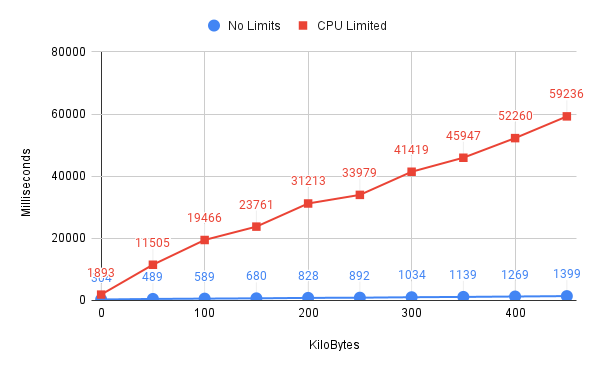 No Limits CPU Limited
80000
60000
40000
20000
0
Milliseconds
1893 11505 19466 23761 31213 33979 41419 45947 52260 59236
304 489 589 680 828 892 1034 1139 1269 1399
0 100 200 300 400
KiloBytes